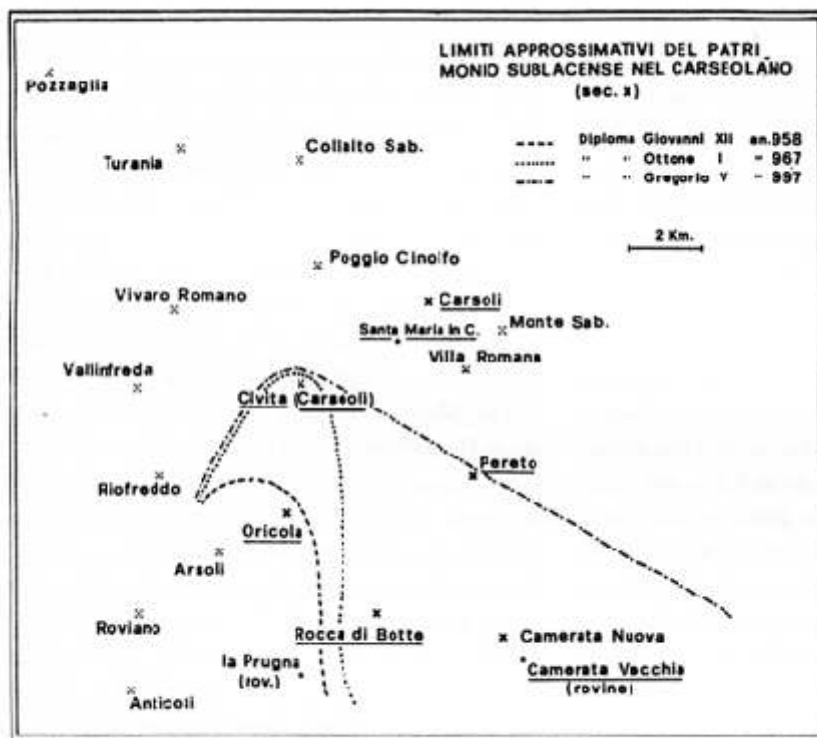 LIMITI APPROSSIMATIVI DEL PATRI
MONIO SUBLACENSE NEL CARSEOLANO
(sec. x)
Diploma Giovanni XII an. 958
" " Ottone I " 967
" " Gregorio V " 997
2 Km.
Pozzaglia
Turania
Collalto Sab.
Poggio Cinolfo
Vivaro Romano
Carsoli
Santa Maria in C.
Monte Sab.
Villa Romana
Vallinfreda
Civita (Carseoli)
Pereto
Riofreddo
Oricola
Arsoli
Roviano
Rocca di Botte
Camerata Nuova
la Prugna
(rov.)
Camerata Vecchia
(rovine)
Anticoli